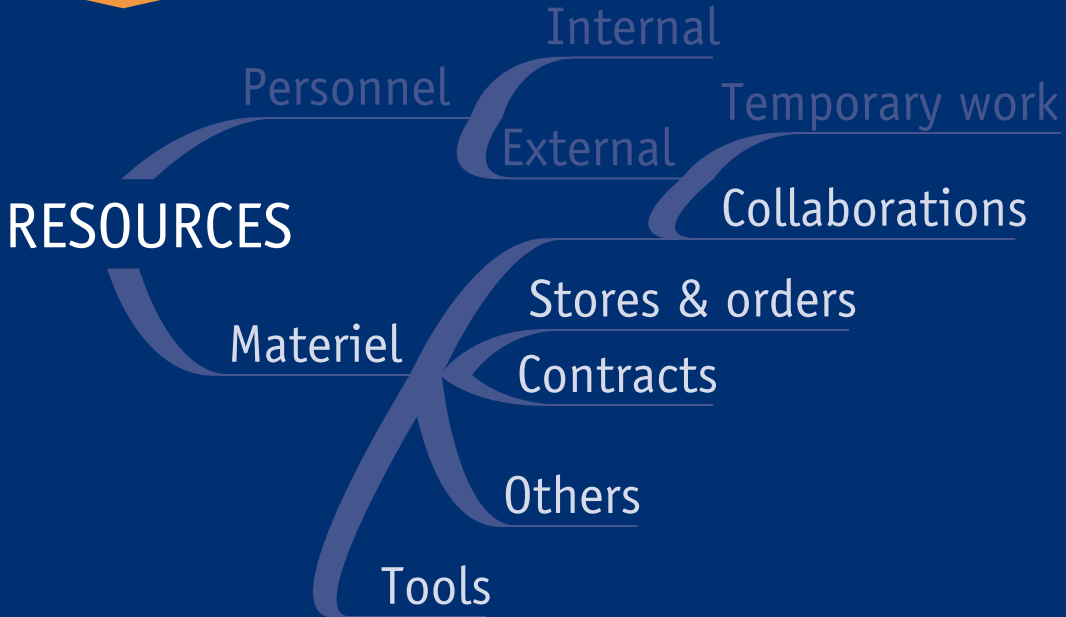 Internal
Personnel
Temporary work
External
Collaborations
RESOURCES
Stores & orders
Materiel
Contracts
Others
Tools